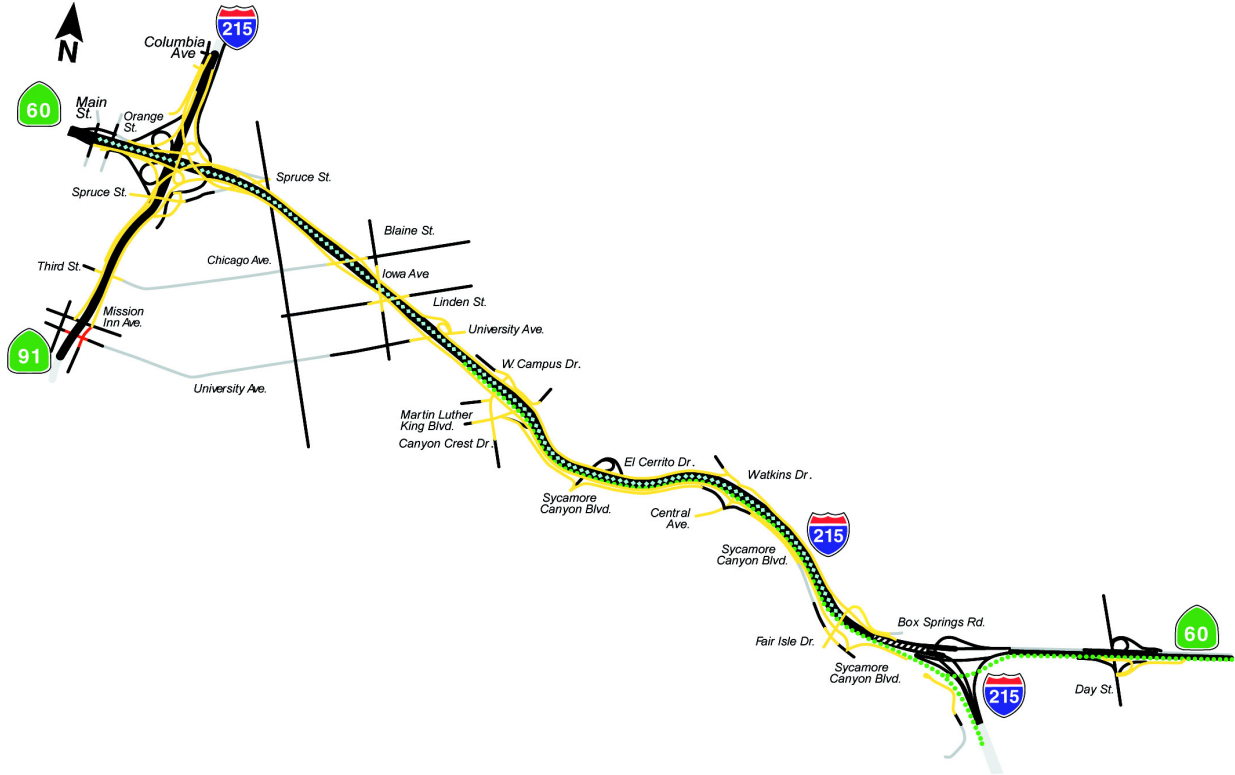 215
Columbia
Ave
N
60
Main
St.
Orange
St.
Spruce St.
Spruce St.
Blaine St.
Chicago Ave.
Third St.
Iowa Ave
Linden St.
Mission
Inn Ave.
University Ave.
91
W. Campus Dr.
University Ave.
Martin Luther
King Blvd.
Canyon Crest Dr.
El Cerrito Dr.
Watkins Dr.
Sycamore
Canyon Blvd.
Central
Ave.
215
Sycamore
Canyon Blvd.
Box Springs Rd.
60
Fair Isle Dr.
Sycamore
Canyon Blvd.
215
Day St.